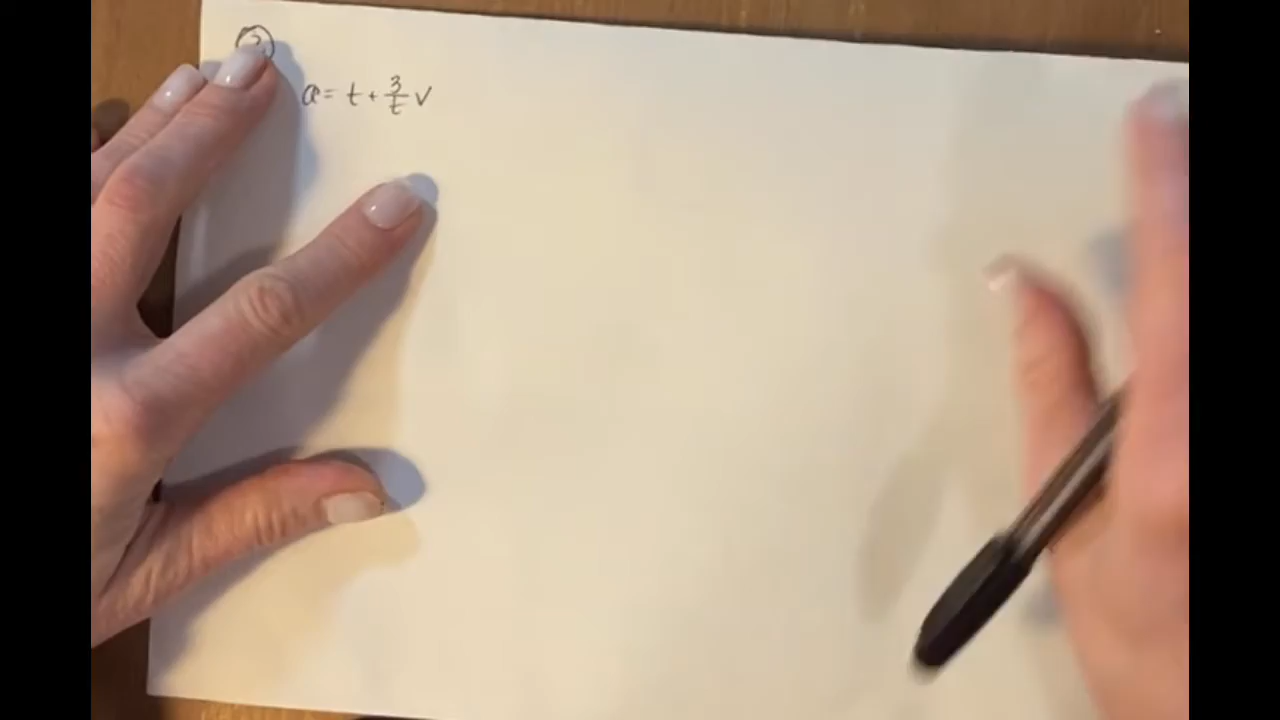 a = t + 3/t v